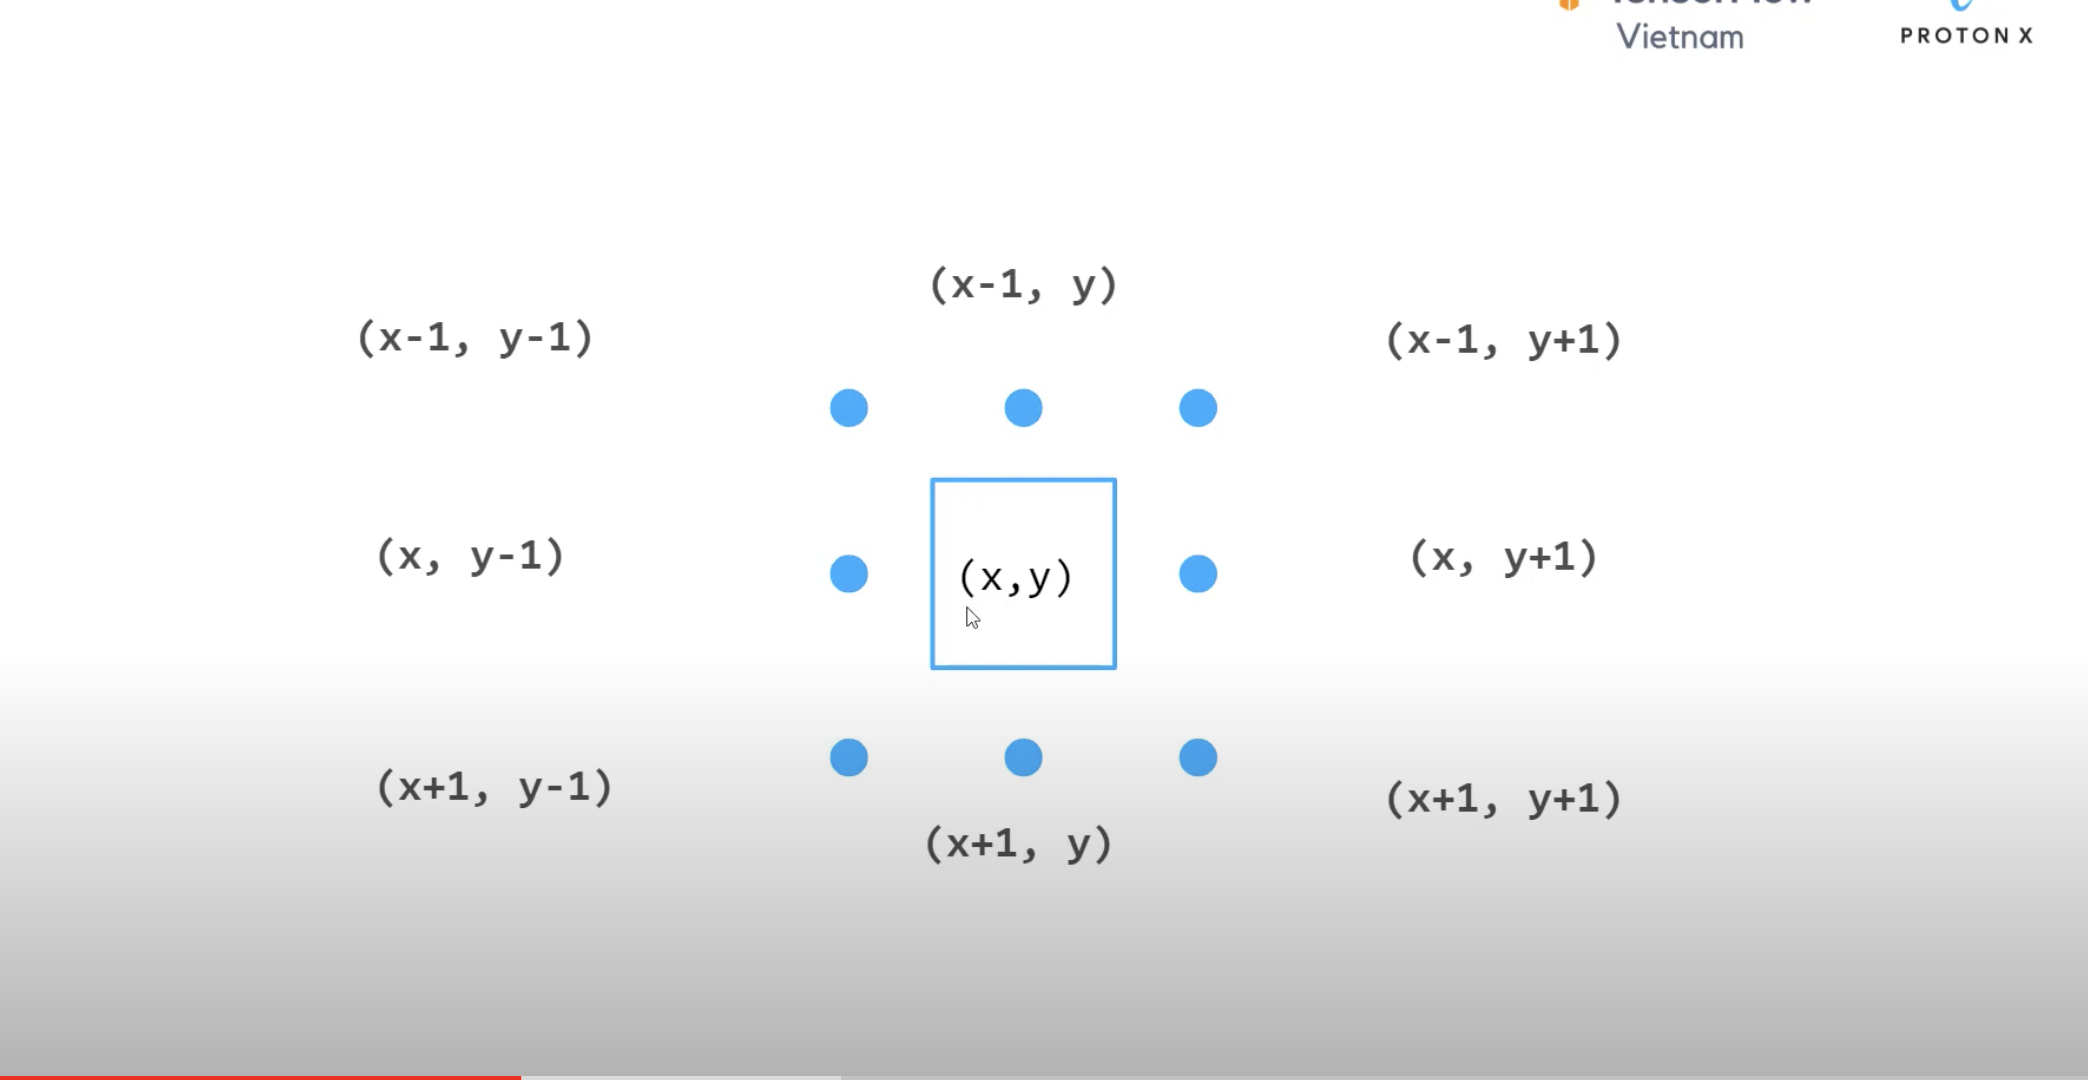 Vietnam
PROTON X
(x-1, y)
(x-1, y-1)
(x-1, y+1)
(x, y-1)
(x,y)
(x, y+1)
(x+1, y-1)
(x+1, y+1)
(x+1, y)